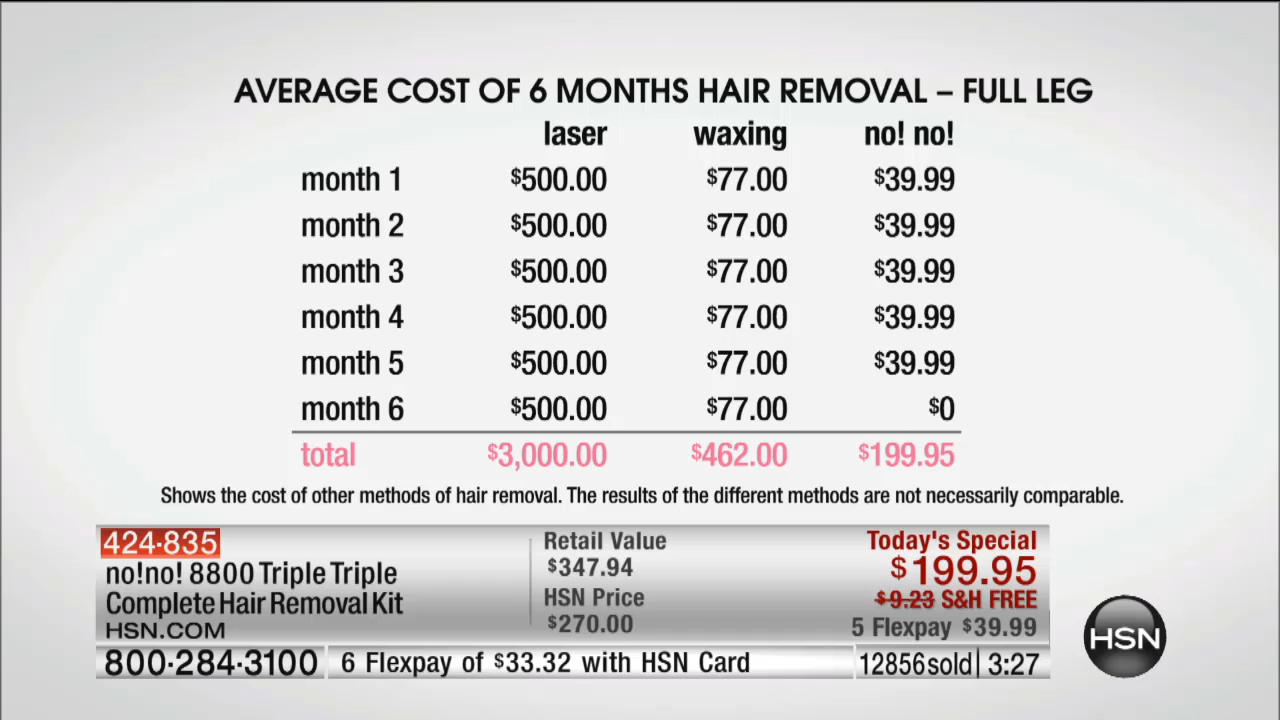 AVERAGE COST OF 6 MONTHS HAIR REMOVAL – FULL LEG
laser waxing no! no!
month 1 $500.00 $77.00 $39.99
month 2 $500.00 $77.00 $39.99
month 3 $500.00 $77.00 $39.99
month 4 $500.00 $77.00 $39.99
month 5 $500.00 $77.00 $39.99
month 6 $500.00 $77.00 $0
total $3,000.00 $462.00 $199.95
Shows the cost of other methods of hair removal. The results of the different methods are not necessarily comparable.
424-835
no!no! 8800 Triple Triple
Complete Hair Removal Kit
HSN.COM
Retail Value
$347.94
HSN Price
$270.00
Today's Special
$199.95
$9.23 S&H FREE
5 Flexpay $39.99
HSN
800-284-3100 6 Flexpay of $33.32 with HSN Card 12856sold 3:27